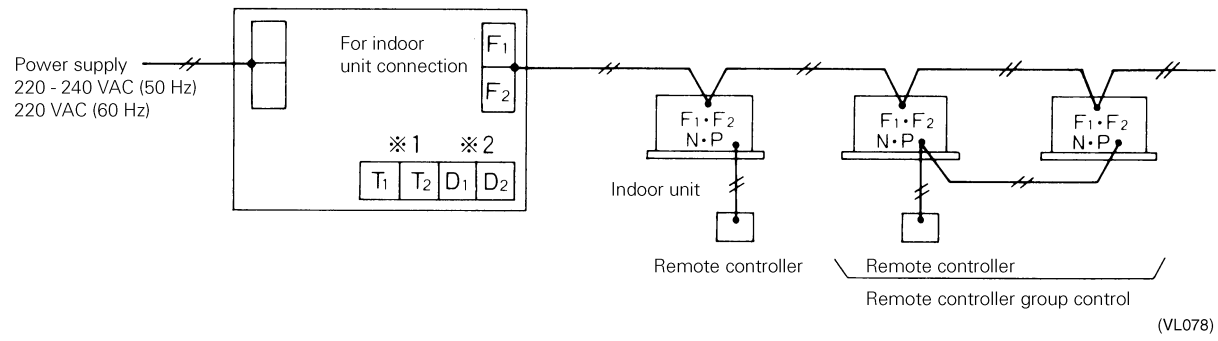 Power supply
220 - 240 VAC (50 Hz)
220 VAC (60 Hz)
For indoor
unit connection
F1
F2
※1 ※2
T1 T2 D1 D2
F1・F2
N・P
F1・F2
N・P
F1・F2
N・P
Indoor unit
Remote controller
Remote controller
Remote controller group control
(VL078)